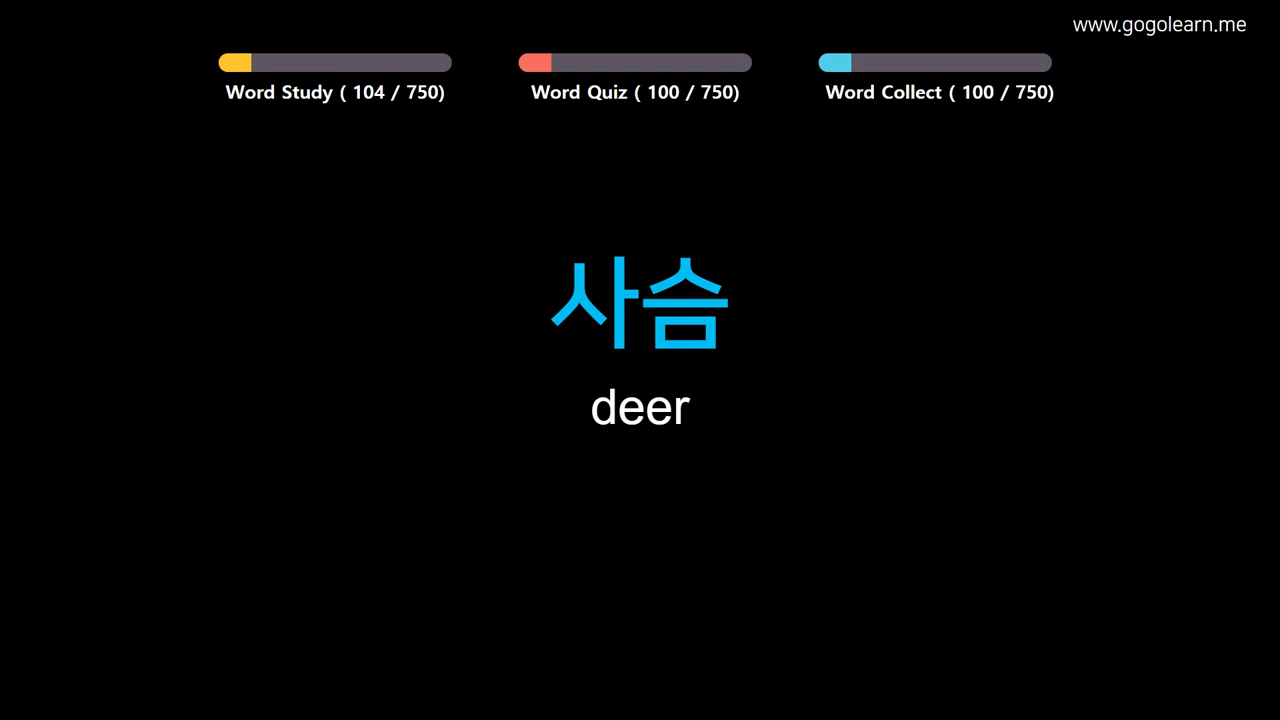 www.gogolearn.me
Word Study ( 104 / 750)
Word Quiz ( 100 / 750)
Word Collect ( 100 / 750)
사슴
deer